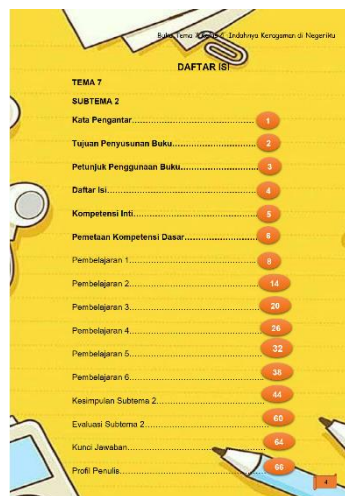 Buku Tema 7 Kelas 4 Indahnya Keragaman di Negeriku
DAFTAR ISI
TEMA 7
SUBTEMA 2
Kata Pengantar.......................................... 1
Tujuan Penyusunan Buku............................ 2
Petunjuk Penggunaan Buku.......................... 3
Daftar Isi.................................................... 4
Kompetensi Inti.......................................... 5
Pemetaan Kompetensi Dasar........................ 6
Pembelajaran 1.......................................... 8
Pembelajaran 2.......................................... 14
Pembelajaran 3.......................................... 20
Pembelajaran 4.......................................... 26
Pembelajaran 5.......................................... 32
Pembelajaran 6.......................................... 38
Kesimpulan Subtema 2................................ 44
Evaluasi Subtema 2.................................... 60
Kunci Jawaban........................................... 64
Profil Penulis.............................................. 66
4